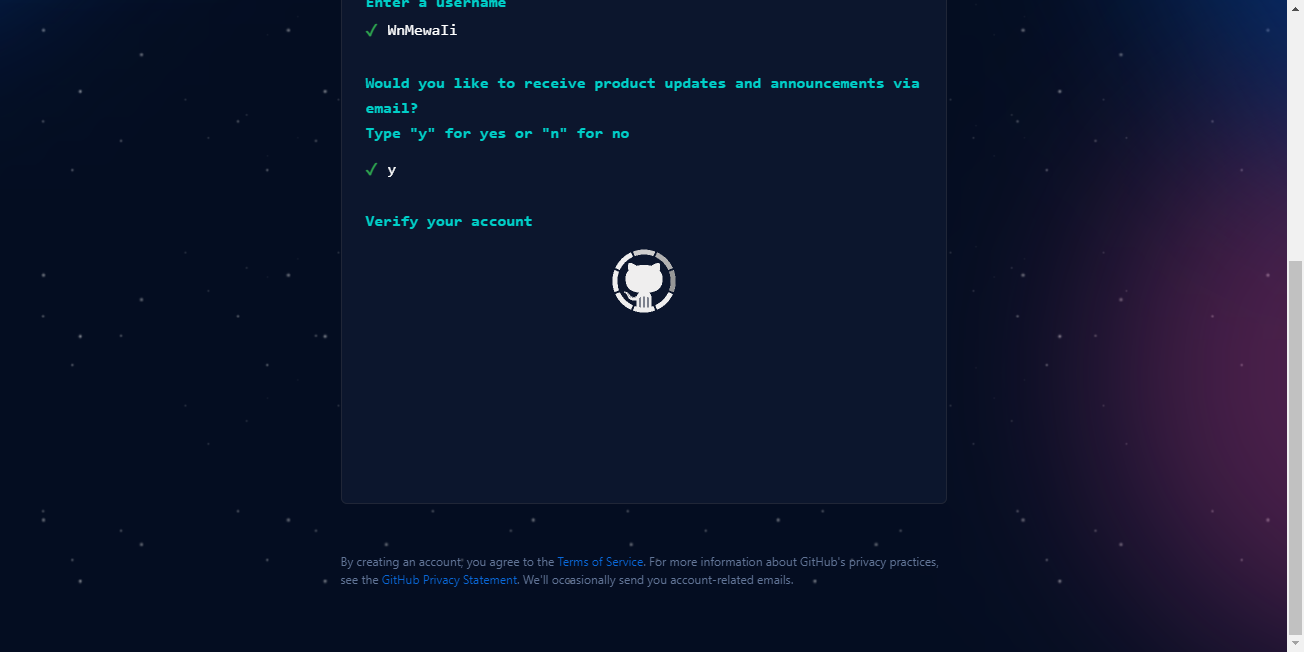 Enter a username
✓ WnMewaIi
Would you like to receive product updates and announcements via
email?
Type "y" for yes or "n" for no
✓ y
Verify your account
By creating an account, you agree to the Terms of Service. For more information about GitHub's privacy practices,
see the GitHub Privacy Statement. We'll occasionally send you account-related emails.